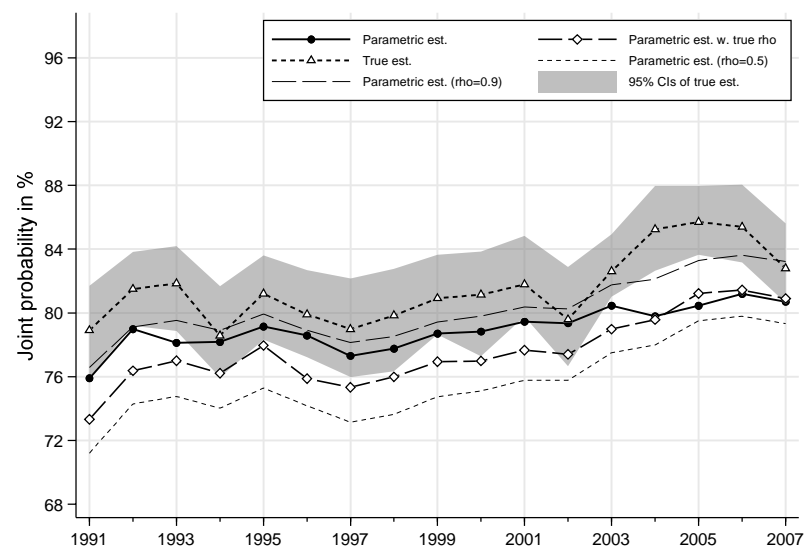 Parametric est.
Parametric est. w. true rho
True est.
Parametric est. (rho=0.5)
Parametric est. (rho=0.9)
95% CIs of true est.
Joint probability in %
96
92
88
84
80
76
72
68
1991 1993 1995 1997 1999 2001 2003 2005 2007